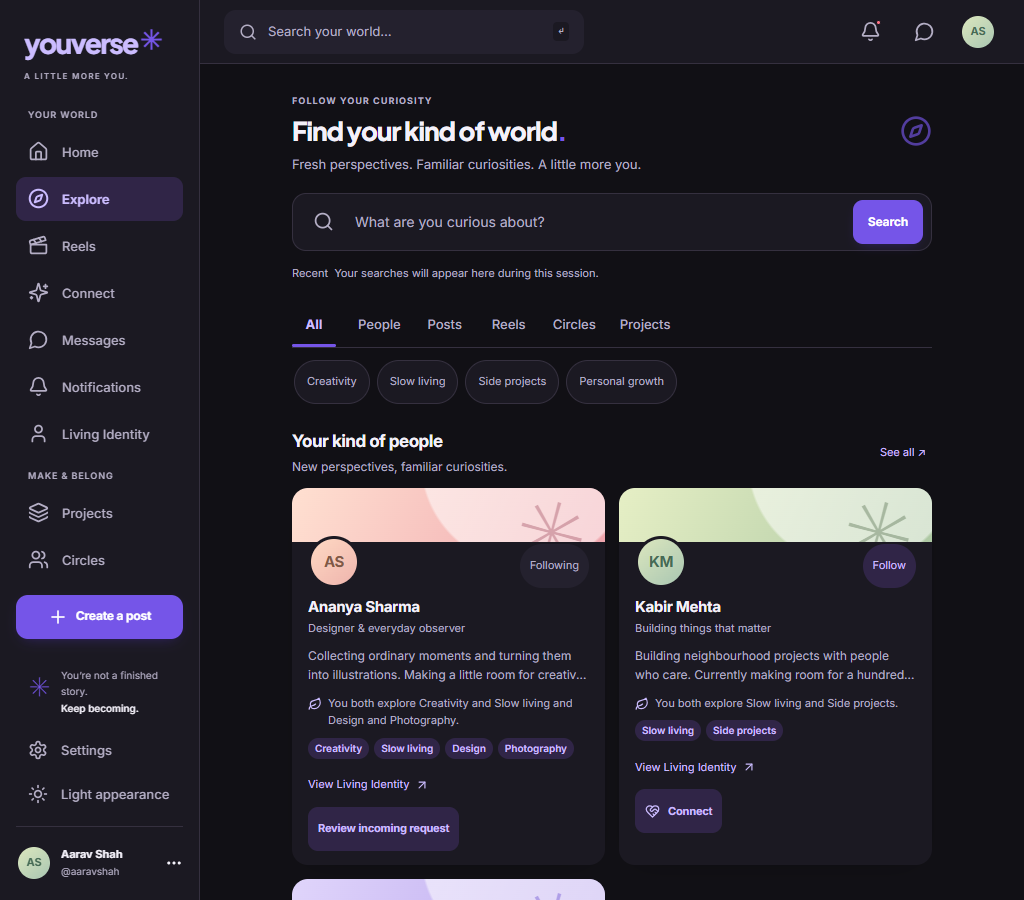 youverse
A LITTLE MORE YOU.
YOUR WORLD
Home
Explore
Reels
Connect
Messages
Notifications
Living Identity
MAKE & BELONG
Projects
Circles
Create a post
You're not a finished
story.
Keep becoming.
Settings
Light appearance
AS
Aarav Shah
@aaravshah
Search your world...
AS
FOLLOW YOUR CURIOSITY
Find your kind of world.
Fresh perspectives. Familiar curiosities. A little more you.
What are you curious about?
Search
Recent Your searches will appear here during this session.
All People Posts Reels Circles Projects
Creativity Slow living Side projects Personal growth
Your kind of people
New perspectives, familiar curiosities.
See all
AS
Following
Ananya Sharma
Designer & everyday observer
Collecting ordinary moments and turning them
into illustrations. Making a little room for creativ...
You both explore Creativity and Slow living and
Design and Photography.
Creativity Slow living Design Photography
View Living Identity
Review incoming request
KM
Follow
Kabir Mehta
Building things that matter
Building neighbourhood projects with people
who care. Currently making room for a hundred...
You both explore Slow living and Side projects.
Slow living Side projects
View Living Identity
Connect